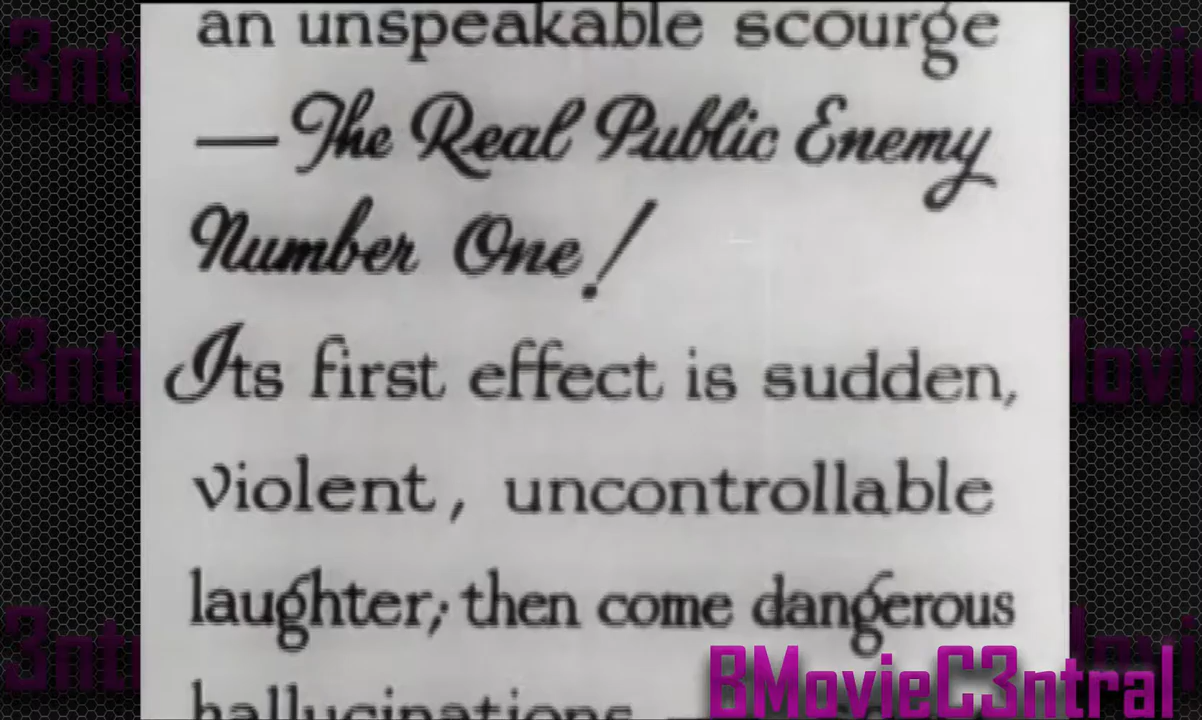 an unspeakable scourge
—The Real Public Enemy
Number One!
Its first effect is sudden,
violent, uncontrollable
laughter; then come dangerous
hallucinations —
BMovieC3ntral